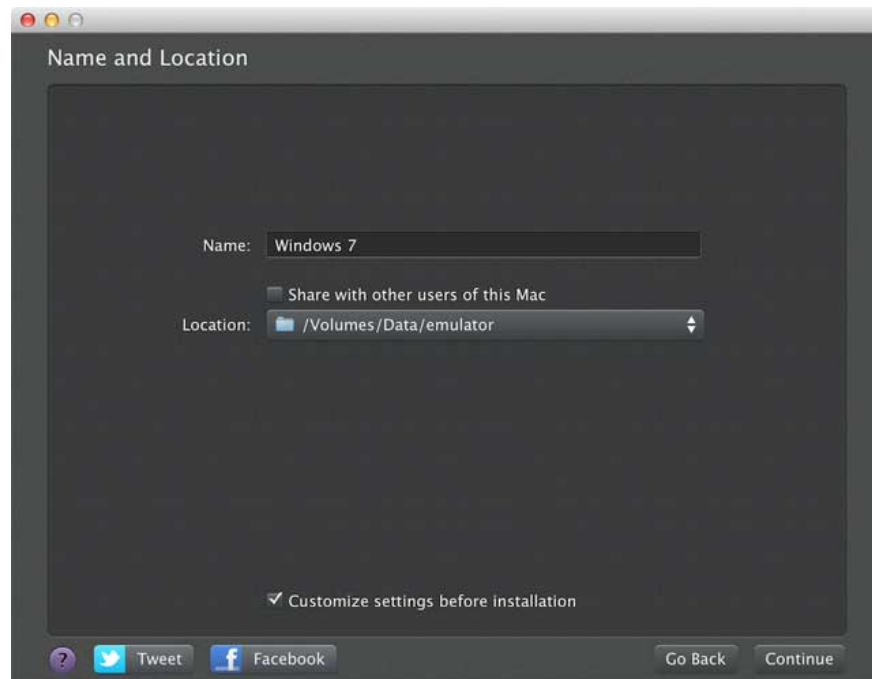 Name and Location
Name: Windows 7
Share with other users of this Mac
Location: /Volumes/Data/emulator
Customize settings before installation
? Tweet f Facebook Go Back Continue